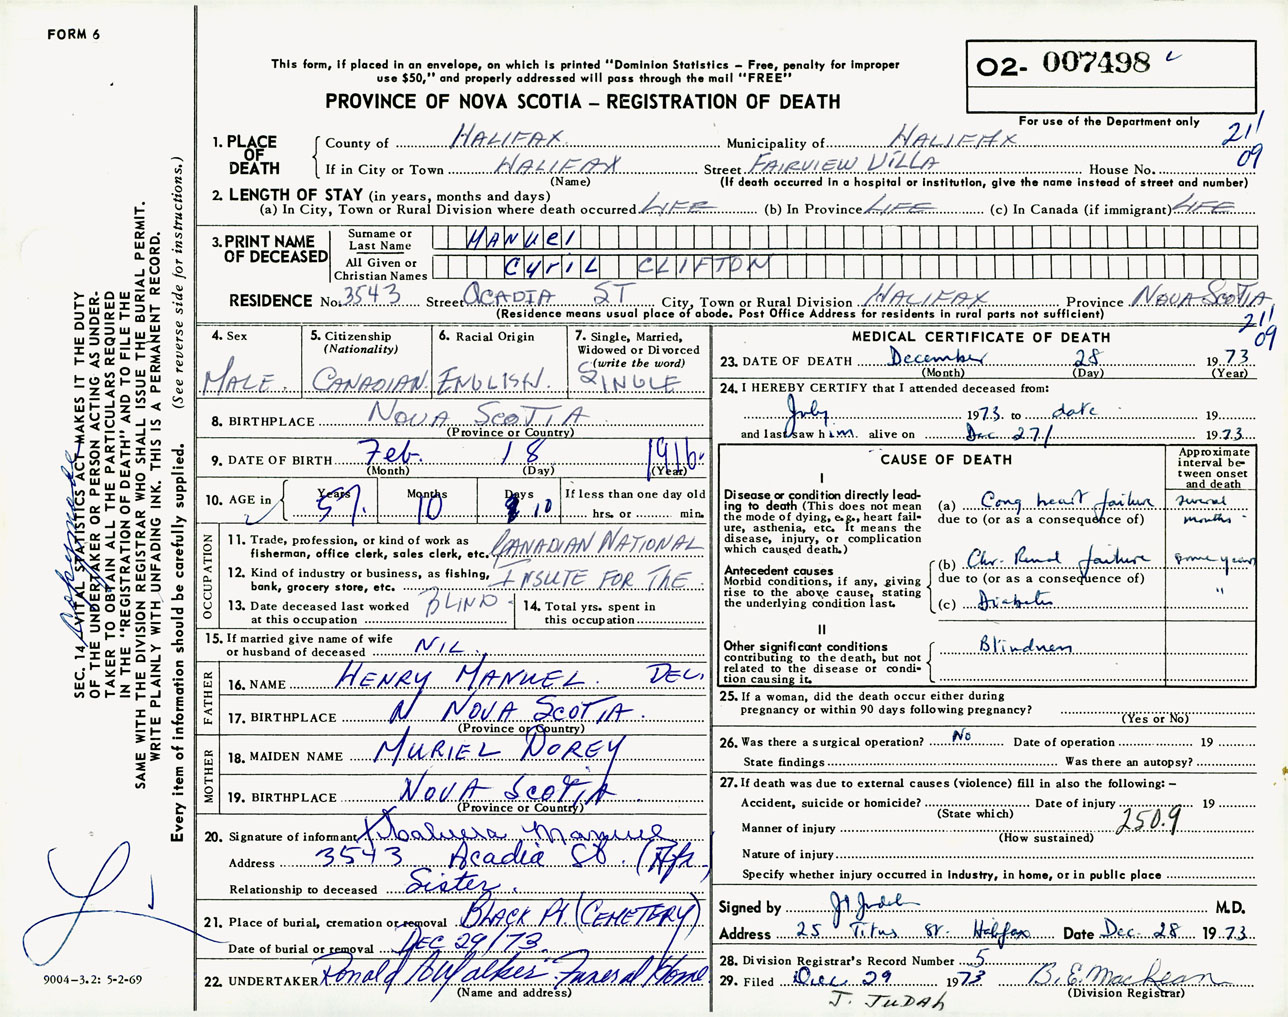 FORM 6
This form, if placed in an envelope, on which is printed "Dominion Statistics – Free, penalty for improper
use $50," and properly addressed will pass through the mail "FREE"
PROVINCE OF NOVA SCOTIA – REGISTRATION OF DEATH
02- 007498
For use of the Department only
21
09
1. PLACE OF DEATH
County of HALIFAX Municipality of HALIFAX
If in City or Town HALIFAX Street FAIRVIEW VILLA House No.
(Name) (If death occurred in a hospital or institution, give the name instead of street and number)
2. LENGTH OF STAY (in years, months and days)
(a) In City, Town or Rural Division where death occurred LIFE (b) In Province LIFE (c) In Canada (if immigrant) LIFE
3. PRINT NAME OF DECEASED
Surname or Last Name MANUEl
All Given or Christian Names CyriL CLIFTON
RESIDENCE No. 3543 Street ACADIA ST City, Town or Rural Division HALIFAX Province NOVA SCOTIA
(Residence means usual place of abode. Post Office Address for residents in rural parts not sufficient)
21
09
4. Sex
MALE
5. Citizenship
(Nationality)
CANADIAN
6. Racial Origin
ENGLISH
7. Single, Married,
Widowed or Divorced
(write the word)
SINGLE
8. BIRTHPLACE NOVA SCOTIA
(Province or Country)
9. DATE OF BIRTH Feb. 18 1916
(Month) (Day) (Year)
10. AGE in
Years Months Days If less than one day old
57 10 10 hrs. or min.
OCCUPATION
11. Trade, profession, or kind of work as
fisherman, office clerk, sales clerk, etc. CANADIAN NATIONAL
12. Kind of industry or business, as fishing,
bank, grocery store, etc. INSUTE FOR THE
13. Date deceased last worked
at this occupation BLIND
14. Total yrs. spent in
this occupation
15. If married give name of wife
or husband of deceased NIL
FATHER
16. NAME HENRY MANUEL. DEC.
17. BIRTHPLACE N NOVA SCOTIA.
(Province or Country)
MOTHER
18. MAIDEN NAME MURIEL DOREY
19. BIRTHPLACE NOVA SCOTIA
(Province or Country)
20. Signature of informant Manuel
Address 3543 Acadia St. (Hfx.
Relationship to deceased Sister.
21. Place of burial, cremation or removal BLACK Pt. (CEMETERY)
Date of burial or removal DEC 29/73
22. UNDERTAKER Ronald A Walker Funeral Home
(Name and address)
MEDICAL CERTIFICATE OF DEATH
23. DATE OF DEATH December 28 1973
(Month) (Day) (Year)
24. I HEREBY CERTIFY that I attended deceased from:
July 1973 to date 19
and last saw him alive on Dec 27/ 1973
CAUSE OF DEATH
Approximate
interval be-
tween onset
and death
I
Disease or condition directly lead-
ing to death (This does not mean
the mode of dying, e.g., heart fail-
ure, asthenia, etc. It means the
disease, injury, or complication
which caused death.)
(a) Cong heart failure several
due to (or as a consequence of) months
Antecedent causes
Morbid conditions, if any, giving
rise to the above cause, stating
the underlying condition last.
(b) Chr. Renal failure some years
due to (or as a consequence of)
(c) Diabetes "
II
Other significant conditions
contributing to the death, but not
related to the disease or condi-
tion causing it.
Blindness
25. If a woman, did the death occur either during
pregnancy or within 90 days following pregnancy?
(Yes or No)
26. Was there a surgical operation? No Date of operation 19
State findings Was there an autopsy?
27. If death was due to external causes (violence) fill in also the following: –
Accident, suicide or homicide? Date of injury 19
(State which)
Manner of injury 250.9
(How sustained)
Nature of injury
Specify whether injury occurred in Industry, in home, or in public place
Signed by M.D.
Address 25 Titus St. Halifax Date Dec. 28 1973
28. Division Registrar's Record Number 5
29. Filed Dec 29 1973 B. E. MacLean
(Division Registrar)
J. JUDAH
SEC. 14 VITAL STATISTICS ACT MAKES IT THE DUTY
OF THE UNDERTAKER OR PERSON ACTING AS UNDER-
TAKER TO OBTAIN ALL THE PARTICULARS REQUIRED
IN THE "REGISTRATION OF DEATH" AND TO FILE THE
SAME WITH THE DIVISION REGISTRAR WHO SHALL ISSUE THE BURIAL PERMIT.
WRITE PLAINLY WITH UNFADING INK. THIS IS A PERMANENT RECORD.
Every item of information should be carefully supplied. (See reverse side for instructions.)
9004-3.2: 5-2-69